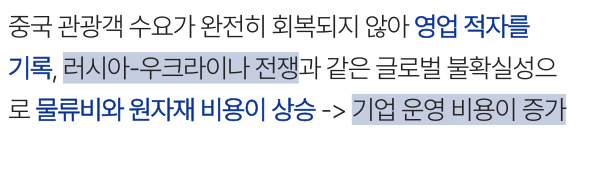 중국 관광객 수요가 완전히 회복되지 않아 영업 적자를
기록, 러시아-우크라이나 전쟁과 같은 글로벌 불확실성으
로 물류비와 원자재 비용이 상승 -> 기업 운영 비용이 증가